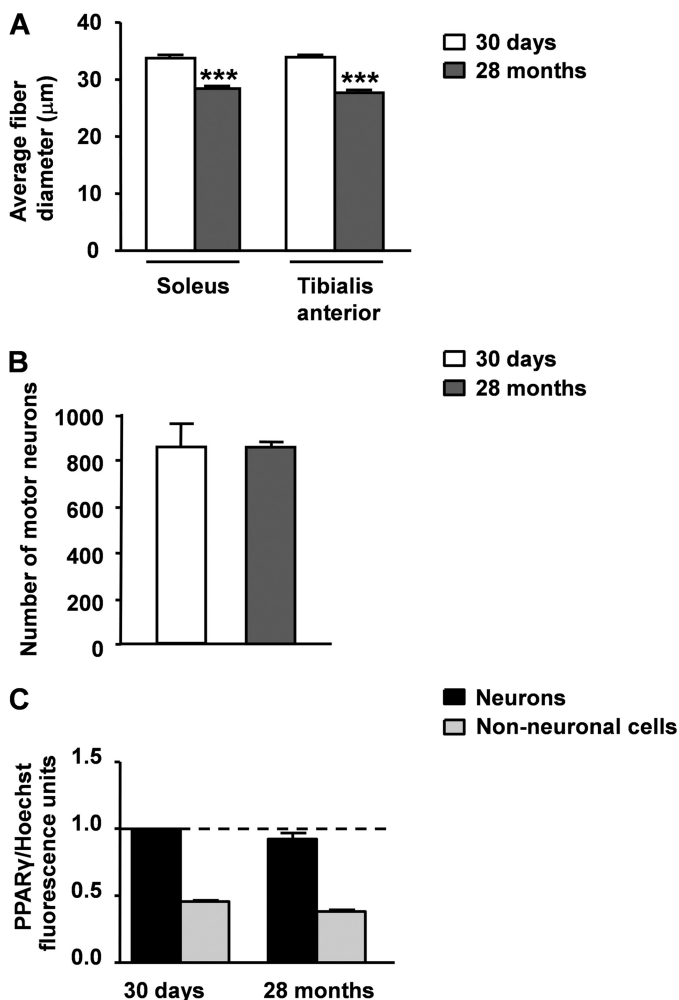 A
40
30
20
10
0
Average fiber
diameter (μm)
***
***
Soleus
Tibialis
anterior
30 days
28 months
B
1000
800
600
400
200
0
Number of motor neurons
30 days
28 months
C
1.5
1.0
0.5
0.0
PPARγ/Hoechst
fluorescence units
30 days
28 months
Neurons
Non-neuronal cells